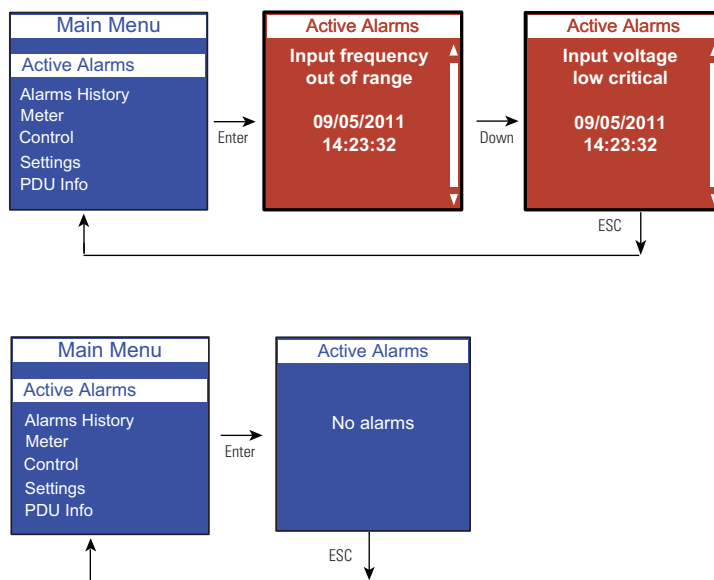 Main Menu
Active Alarms
Alarms History
Meter
Control
Settings
PDU Info
Enter
Active Alarms
Input frequency
out of range
09/05/2011
14:23:32
Down
Active Alarms
Input voltage
low critical
09/05/2011
14:23:32
ESC
Main Menu
Active Alarms
Alarms History
Meter
Control
Settings
PDU Info
Enter
Active Alarms
No alarms
ESC